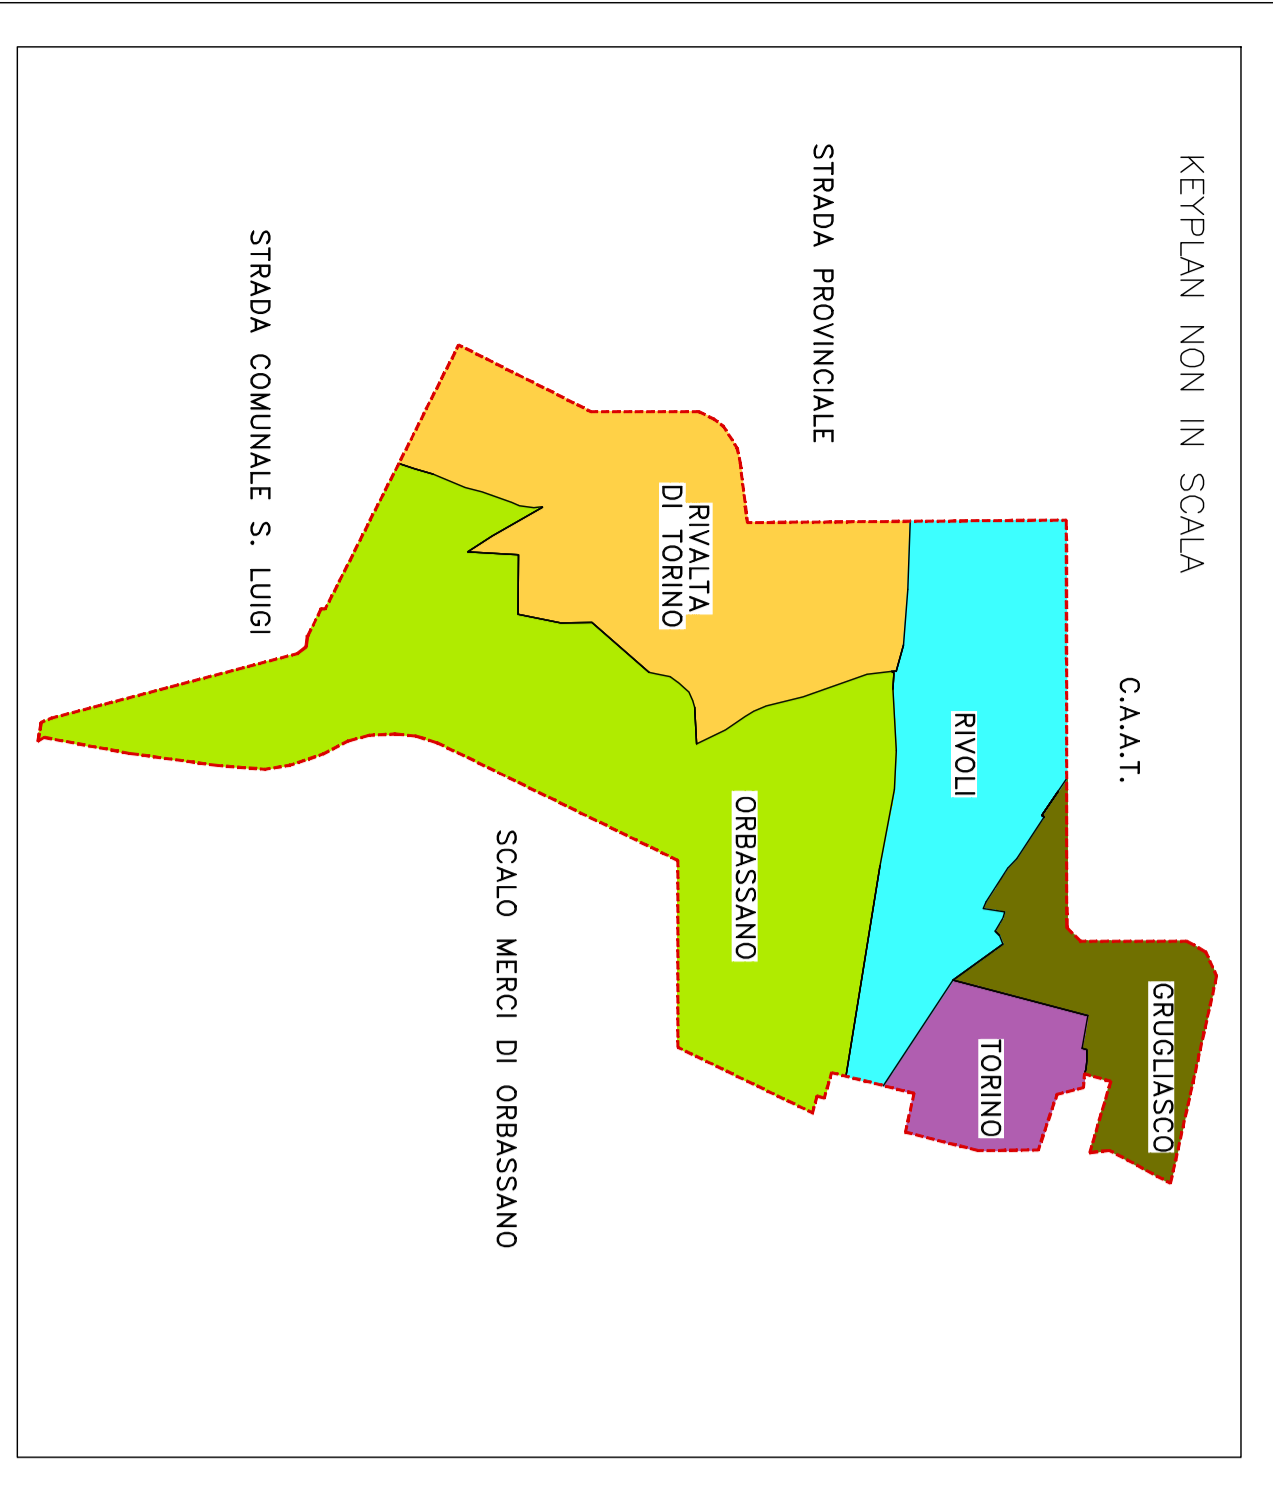 KEYPLAN NON IN SCALA
C.A.A.T.
GRUGLIASCO
TORINO
RIVOLI
STRADA PROVINCIALE
ORBASSANO
RIVALTA
DI TORINO
SCALO MERCI DI ORBASSANO
STRADA COMUNALE S. LUIGI